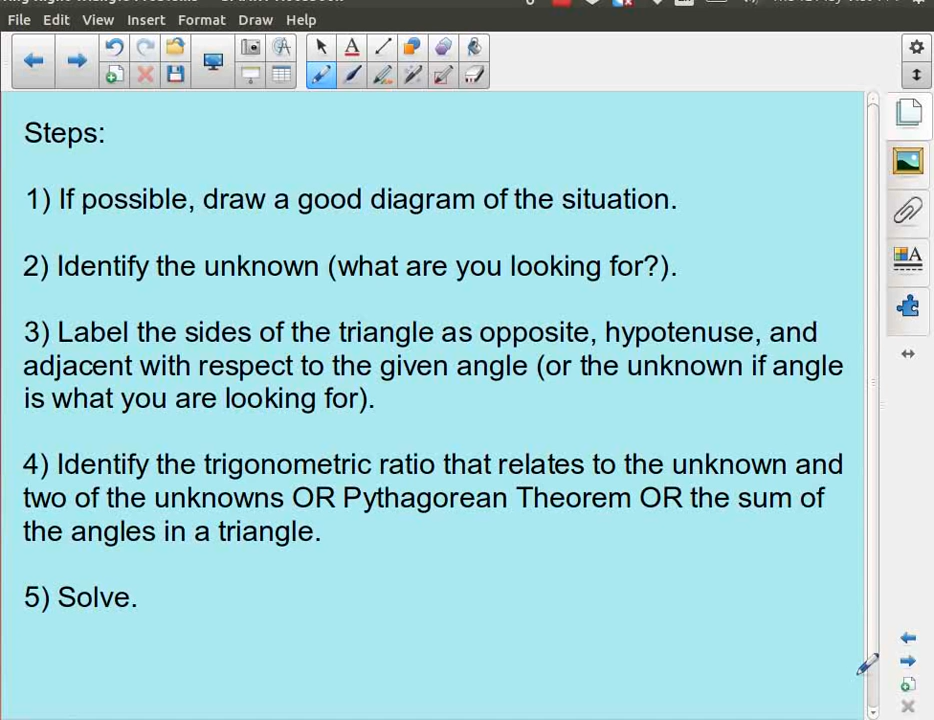 File Edit View Insert Format Draw Help
Steps:
1) If possible, draw a good diagram of the situation.
2) Identify the unknown (what are you looking for?).
3) Label the sides of the triangle as opposite, hypotenuse, and
adjacent with respect to the given angle (or the unknown if angle
is what you are looking for).
4) Identify the trigonometric ratio that relates to the unknown and
two of the unknowns OR Pythagorean Theorem OR the sum of
the angles in a triangle.
5) Solve.